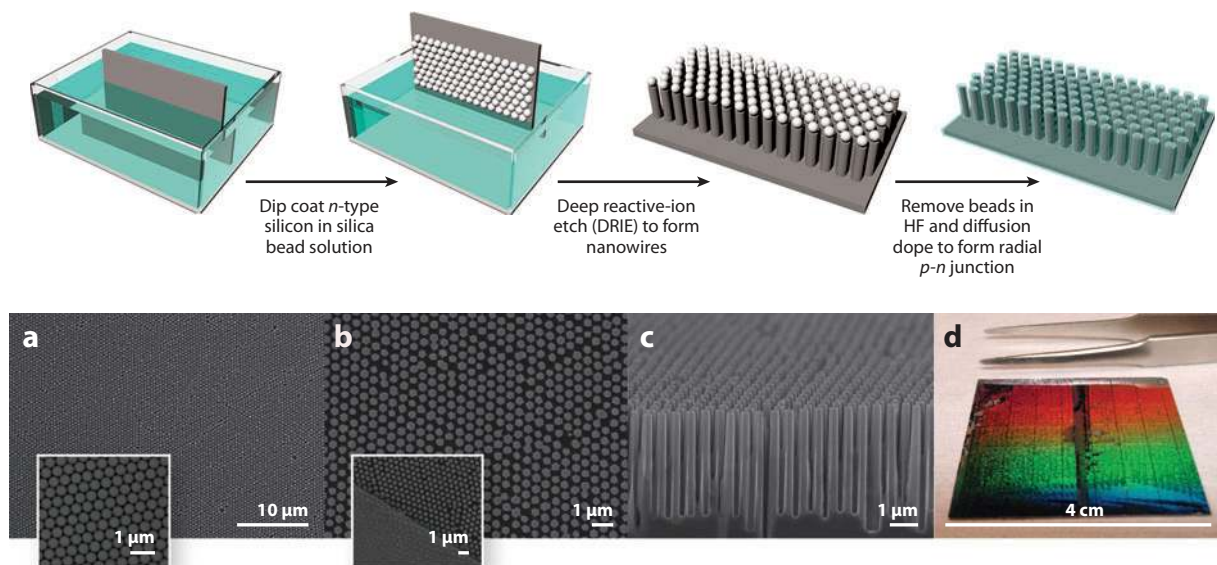 Dip coat n-type
silicon in silica
bead solution
Deep reactive-ion
etch (DRIE) to form
nanowires
Remove beads in
HF and diffusion
dope to form radial
p-n junction
a
10 μm
1 μm
b
1 μm
1 μm
c
1 μm
d
4 cm